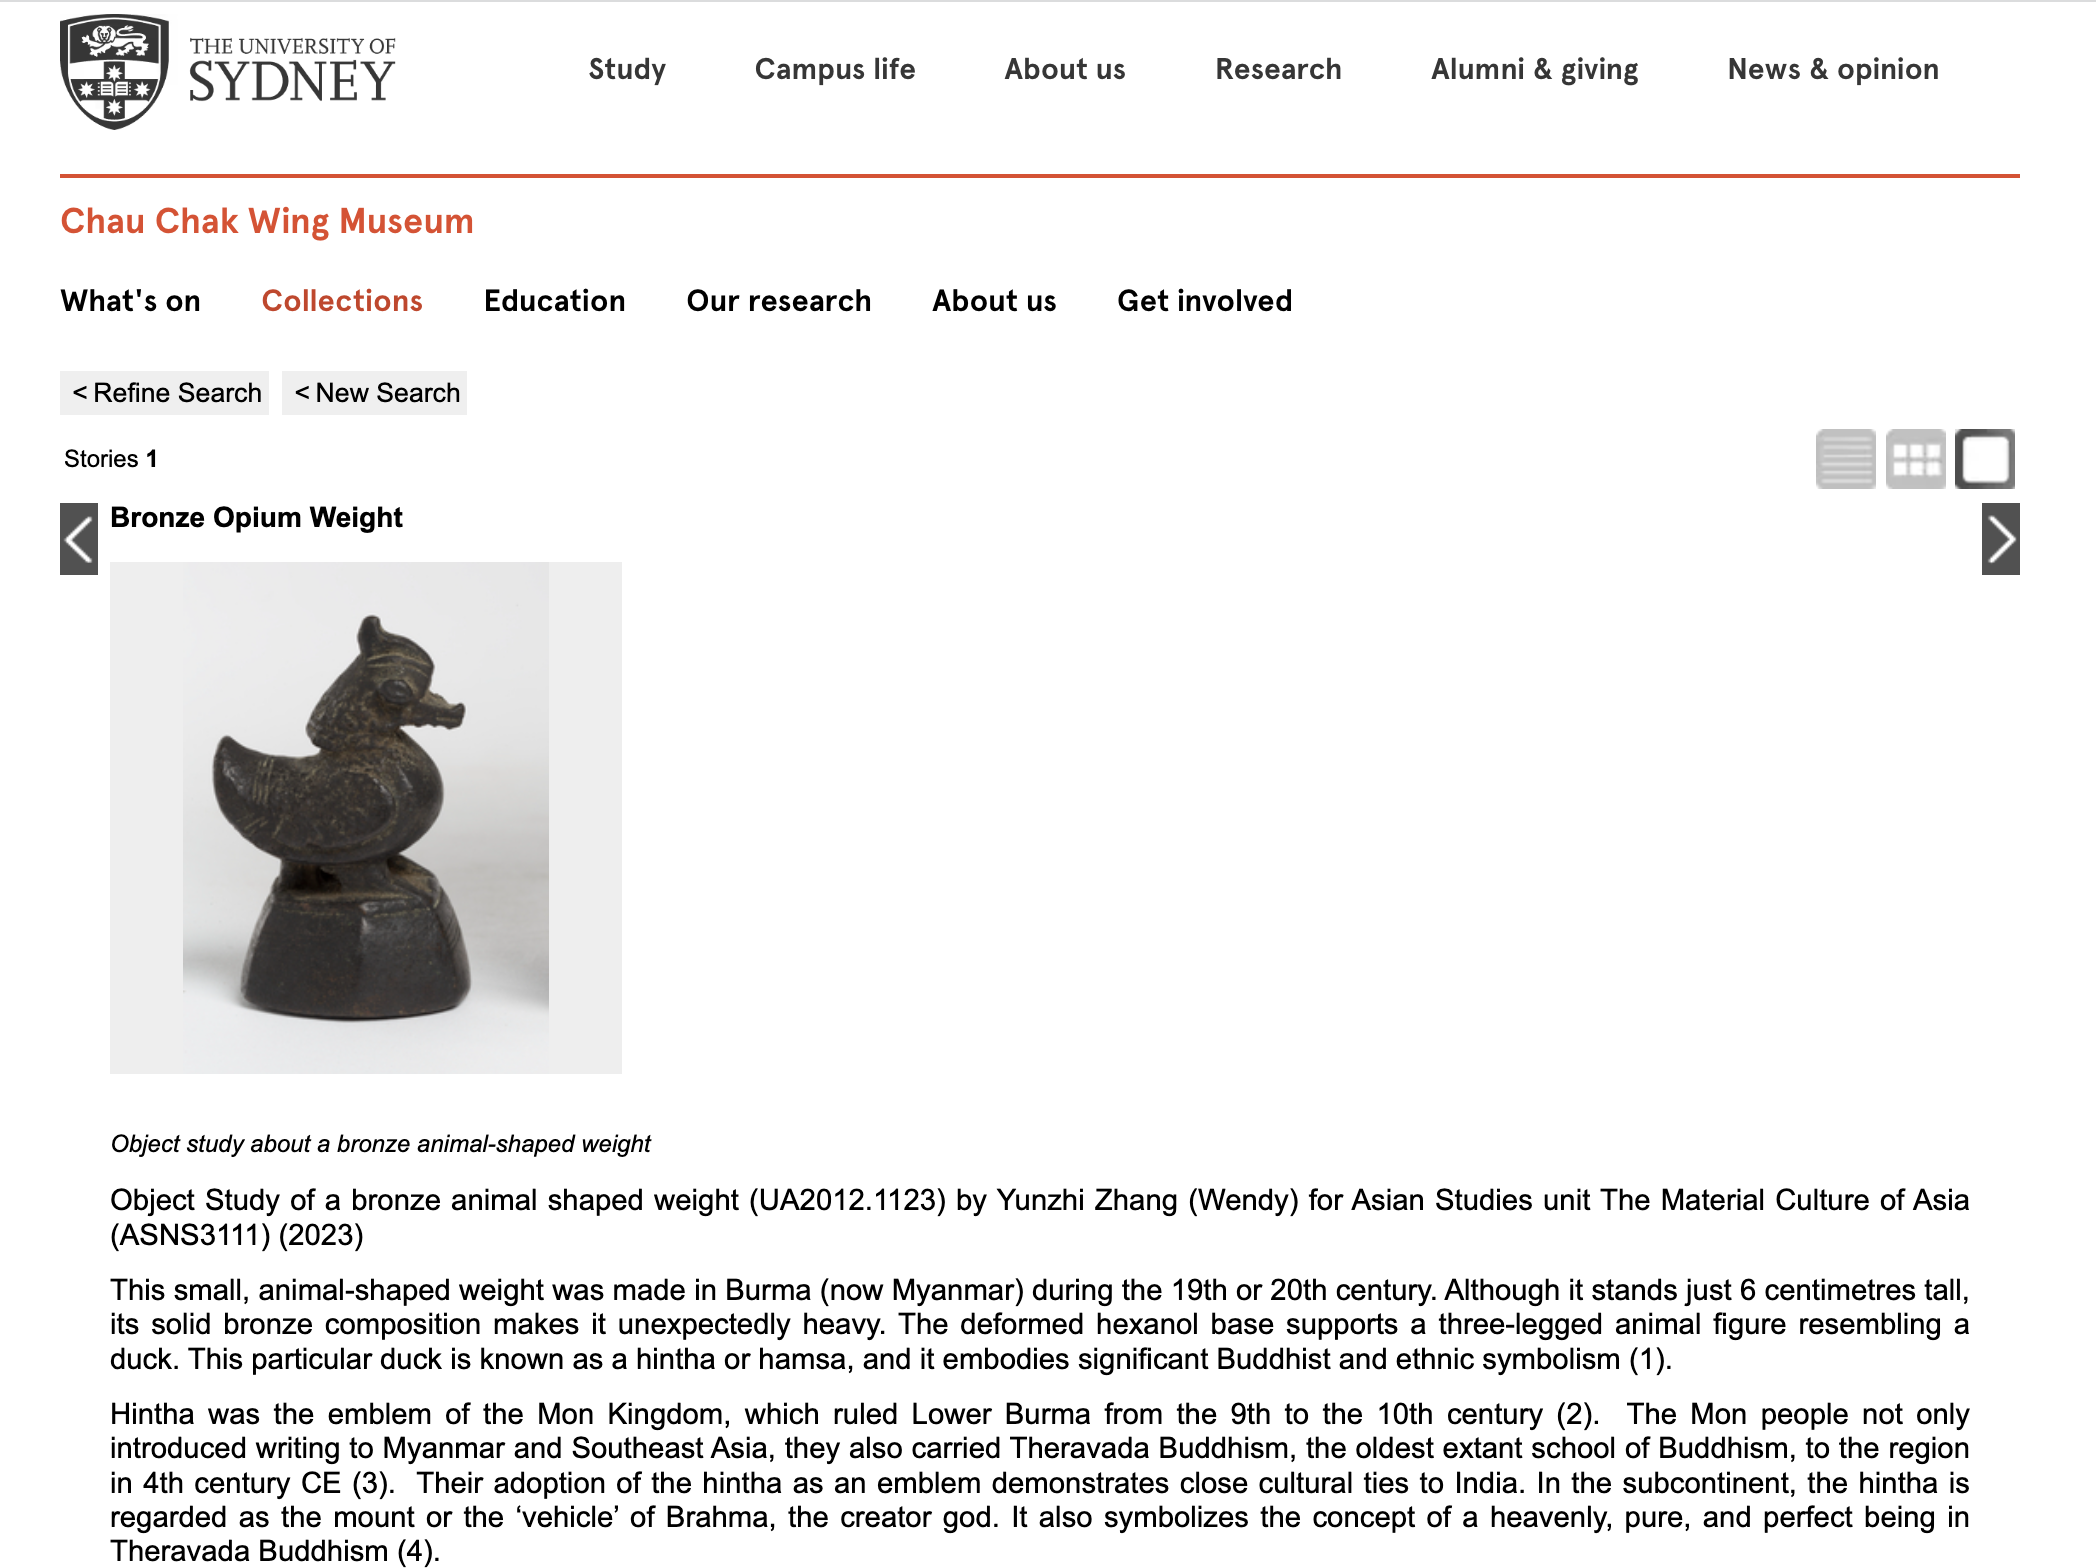 THE UNIVERSITY OF
SYDNEY
Study
Campus life
About us
Research
Alumni & giving
News & opinion
Chau Chak Wing Museum
What's on
Collections
Education
Our research
About us
Get involved
< Refine Search
< New Search
Stories 1
Bronze Opium Weight
Object study about a bronze animal-shaped weight
Object Study of a bronze animal shaped weight (UA2012.1123) by Yunzhi Zhang (Wendy) for Asian Studies unit The Material Culture of Asia
(ASNS3111) (2023)
This small, animal-shaped weight was made in Burma (now Myanmar) during the 19th or 20th century. Although it stands just 6 centimetres tall,
its solid bronze composition makes it unexpectedly heavy. The deformed hexanol base supports a three-legged animal figure resembling a
duck. This particular duck is known as a hintha or hamsa, and it embodies significant Buddhist and ethnic symbolism (1).
Hintha was the emblem of the Mon Kingdom, which ruled Lower Burma from the 9th to the 10th century (2).  The Mon people not only
introduced writing to Myanmar and Southeast Asia, they also carried Theravada Buddhism, the oldest extant school of Buddhism, to the region
in 4th century CE (3).  Their adoption of the hintha as an emblem demonstrates close cultural ties to India. In the subcontinent, the hintha is
regarded as the mount or the ‘vehicle’ of Brahma, the creator god. It also symbolizes the concept of a heavenly, pure, and perfect being in
Theravada Buddhism (4).